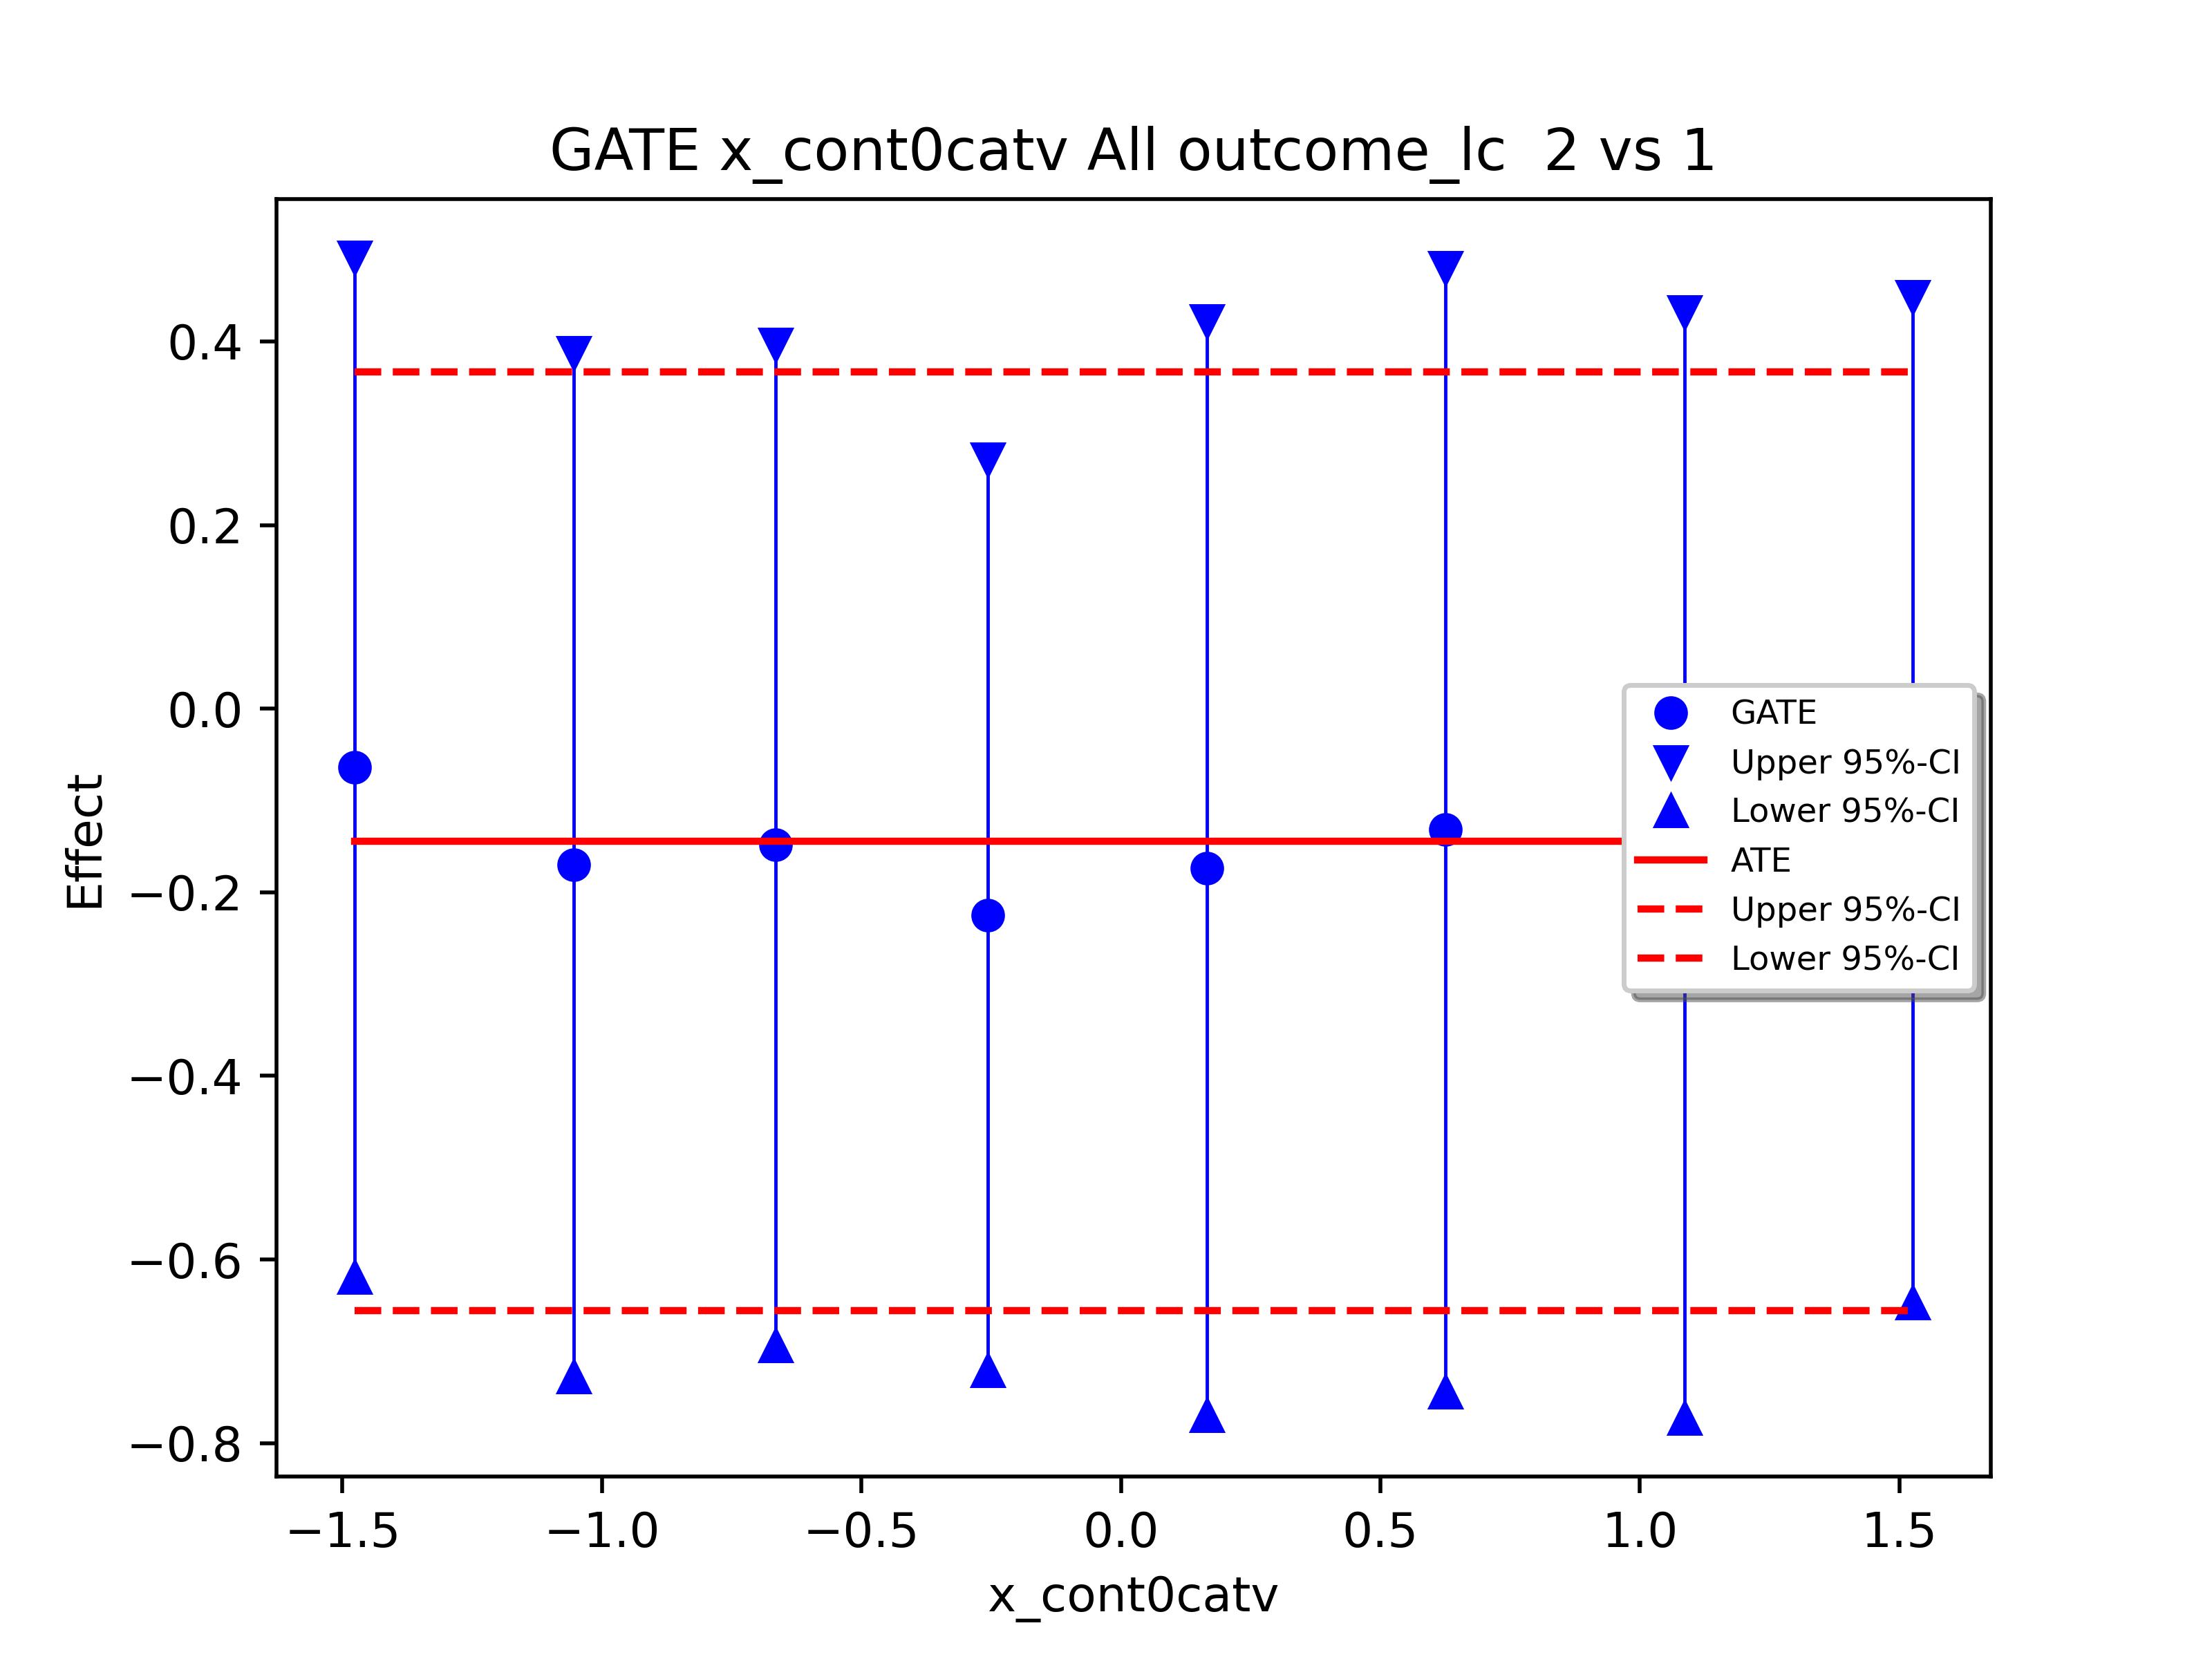 GATE x_cont0catv All outcome_lc  2 vs 1
Effect
0.4
0.2
0.0
−0.2
−0.4
−0.6
−0.8
GATE
Upper 95%-CI
Lower 95%-CI
ATE
Upper 95%-CI
Lower 95%-CI
−1.5 −1.0 −0.5 0.0 0.5 1.0 1.5
x_cont0catv